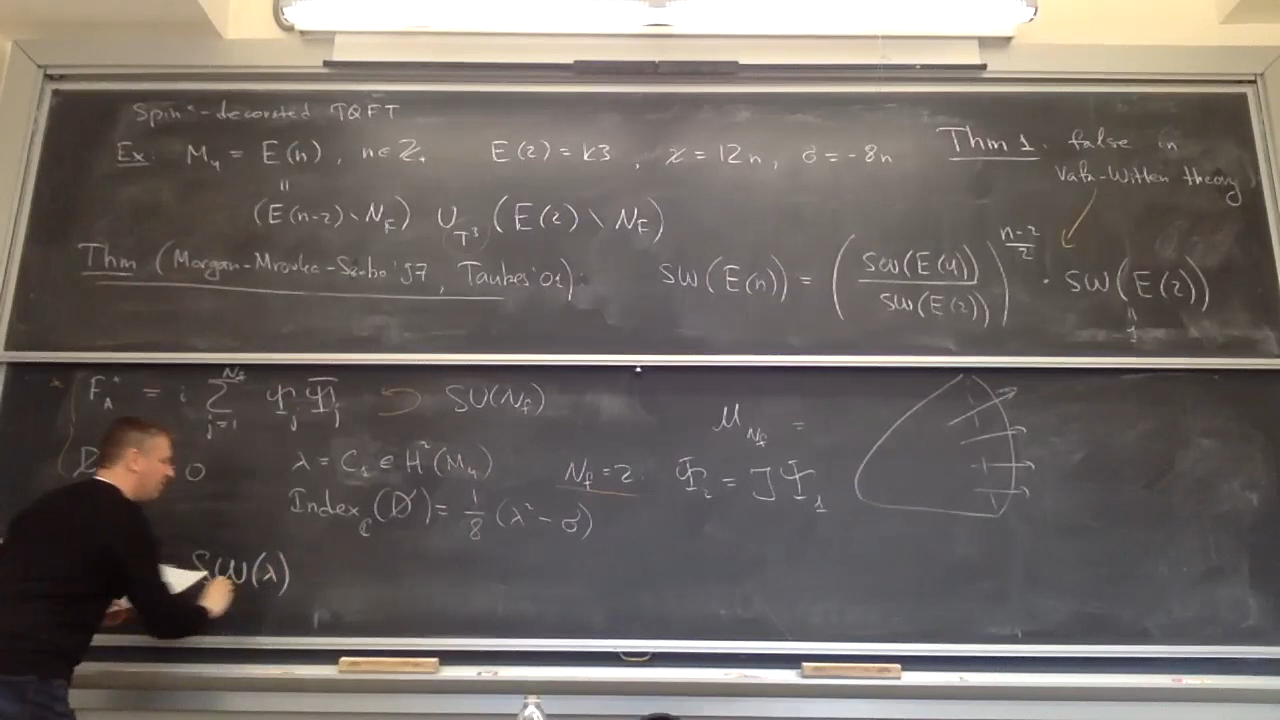 Spin^c-decorated TQFT
Ex: M_4 = E(n), n∈Z_+   E(2) = K3, χ = 12n, σ = -8n
=
(E(n-2)∖N_F) ∪_{T^3} (E(2)∖N_F)
Thm (Morgan-Mrowka-Szabo '97, Taubes '01)   SW(E(n)) = (SW(E(4)) / SW(E(2)))^{(n-2)/2} · SW(E(2))
= 1
Thm 1. false in
Vafa-Witten theory
F_A^+ = i Σ_{j=1}^{N_f} Ψ_j Ψ̄_j   SU(N_f)
0
λ = C_1 ∈ H^2(M_4)   N_f = 2   Φ_2 = JΨ_1
Index_ℂ(D̸) = 1/8 (λ^2 - σ)
SW(λ)
M_{N_f} =